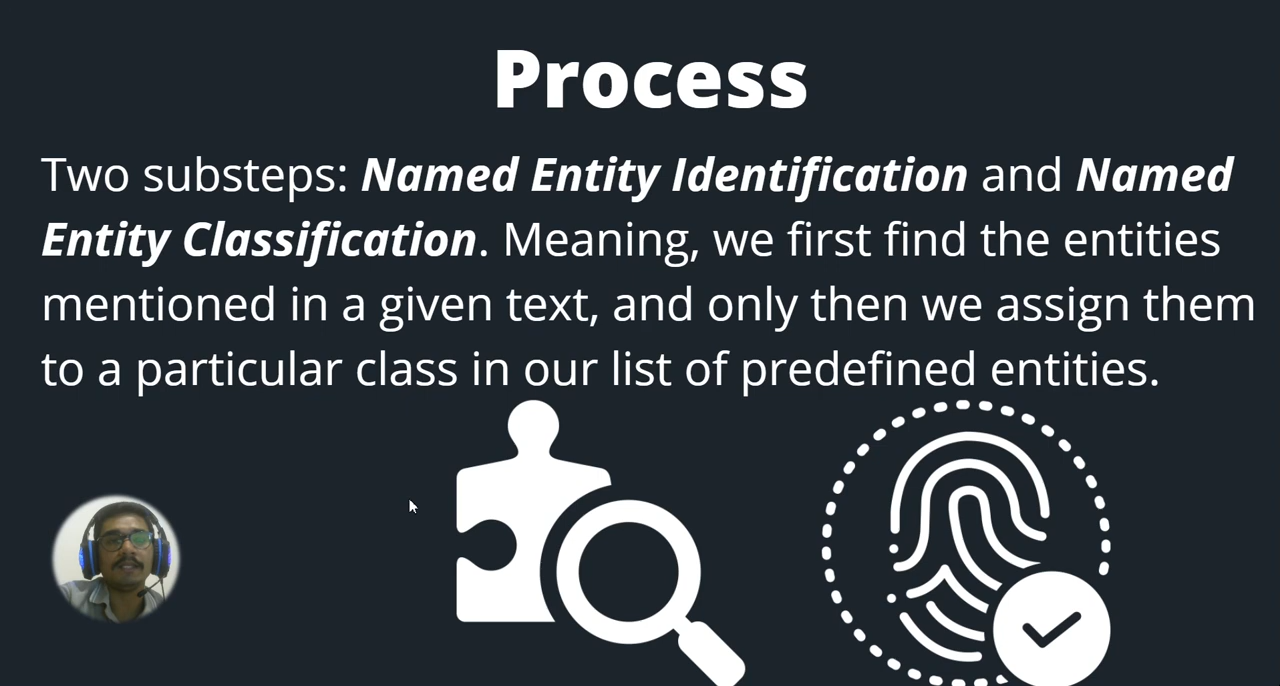 Process
Two substeps: Named Entity Identification and Named
Entity Classification. Meaning, we first find the entities
mentioned in a given text, and only then we assign them
to a particular class in our list of predefined entities.